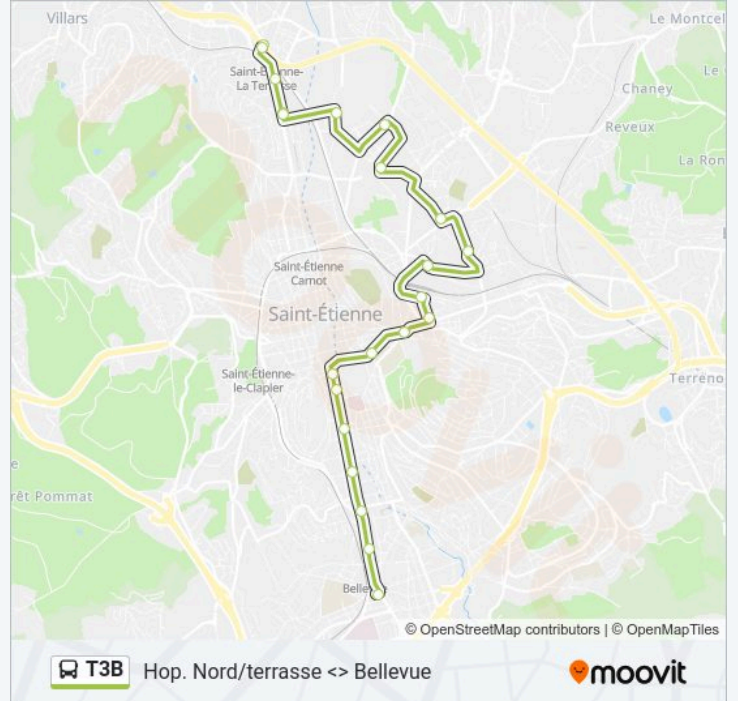 Villars
Le Montcel
Saint-Étienne-
La Terrasse
Le
Chaney
Reveux
La Ron
Saint-Étienne
Carnot
Saint-Étienne
Saint-Étienne-
le-Clapier
Terreno
e
rêt Pommat
Belle
© OpenStreetMap contributors | © OpenMapTiles
T3B Hop. Nord/terrasse <> Bellevue
moovit